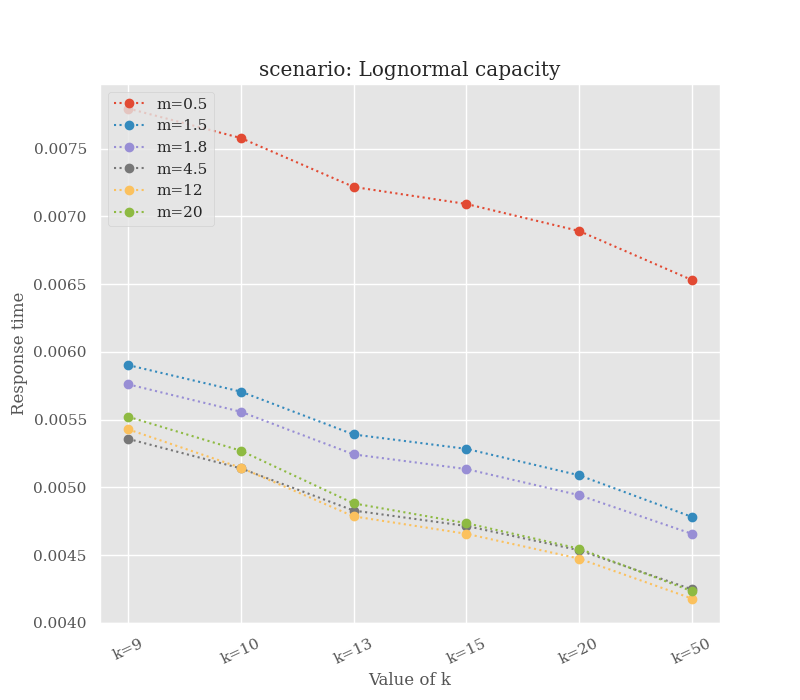 scenario: Lognormal capacity
m=0.5
m=1.5
m=1.8
m=4.5
m=12
m=20
Response time
0.0075
0.0070
0.0065
0.0060
0.0055
0.0050
0.0045
0.0040
k=9 k=10 k=13 k=15 k=20 k=50
Value of k